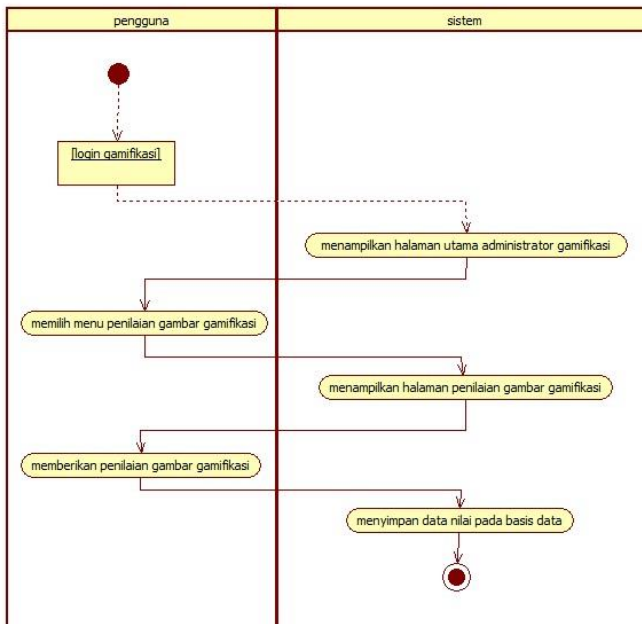 pengguna
sistem
[login gamifikasi]
menampilkan halaman utama administrator gamifikasi
memilih menu penilaian gambar gamifikasi
menampilkan halaman penilaian gambar gamifikasi
memberikan penilaian gambar gamifikasi
menyimpan data nilai pada basis data